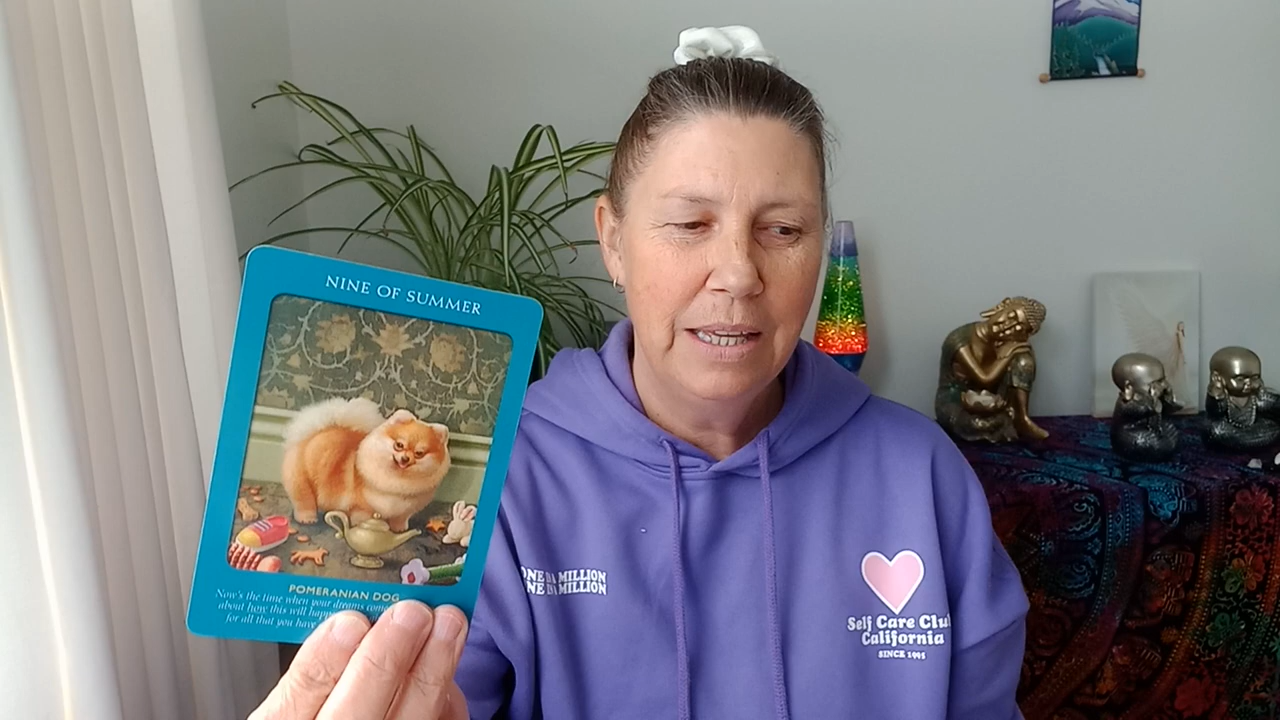 NINE OF SUMMER
POMERANIAN DOG
Now's the time when your dreams come
about how this will happ
for all that you have
ONE IN A MILLION
ONE IN A MILLION
Self Care Club
California
SINCE 1995